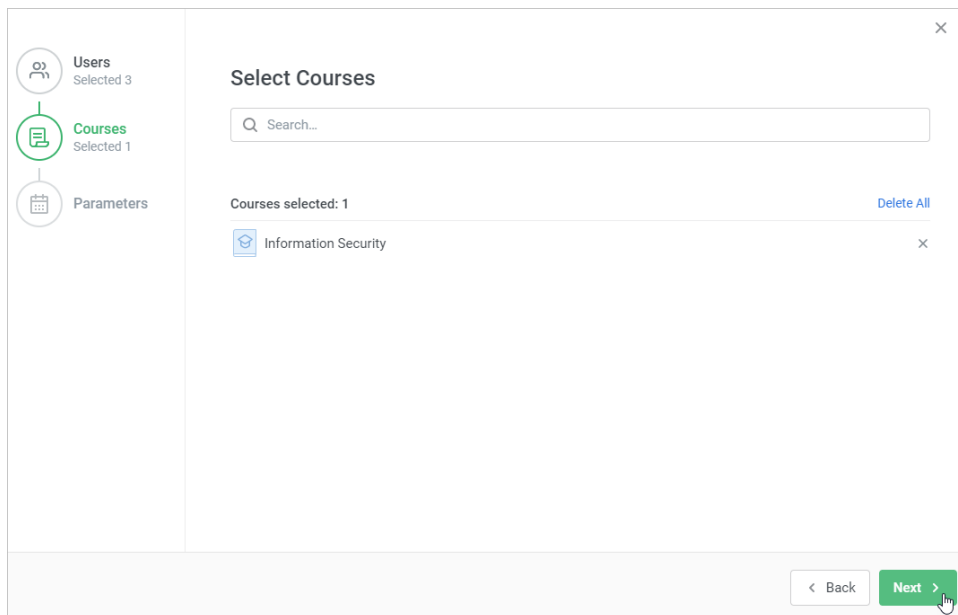 Users
Selected 3
Courses
Selected 1
Parameters
Select Courses
Search...
Courses selected: 1
Delete All
Information Security
Back
Next